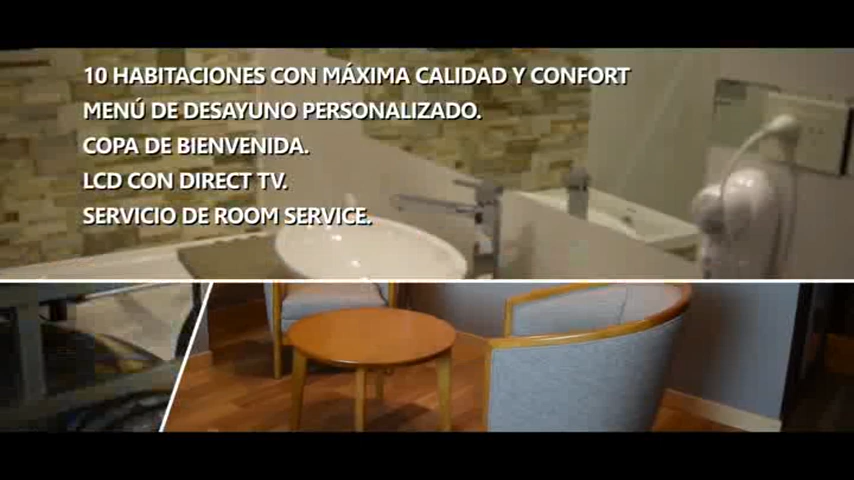 10 HABITACIONES CON MÁXIMA CALIDAD Y CONFORT
MENÚ DE DESAYUNO PERSONALIZADO.
COPA DE BIENVENIDA.
LCD CON DIRECT TV.
SERVICIO DE ROOM SERVICE.